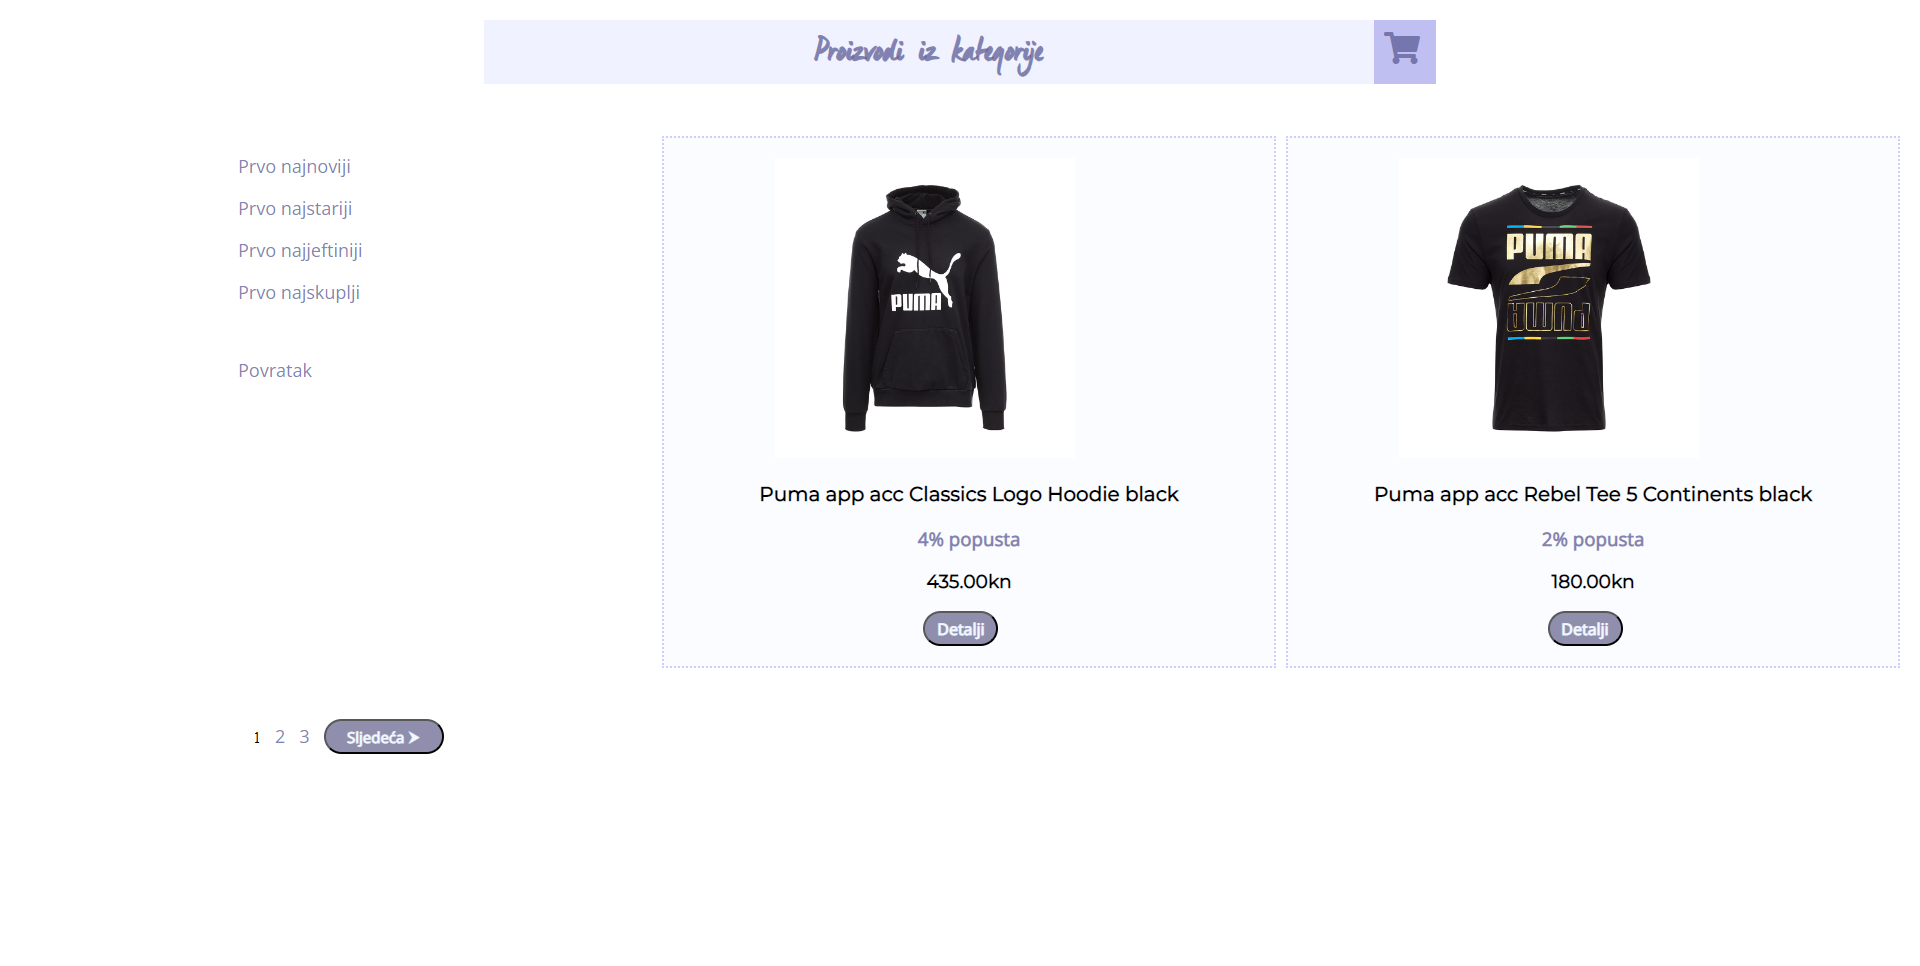 Proizvodi iz kategorije
Prvo najnoviji
Prvo najstariji
Prvo najjeftiniji
Prvo najskuplji
Povratak
PUMA
Puma app acc Classics Logo Hoodie black
4% popusta
435.00kn
Detalji
PUMA
PUMA
Puma app acc Rebel Tee 5 Continents black
2% popusta
180.00kn
Detalji
1 2 3 Sljedeća ➤